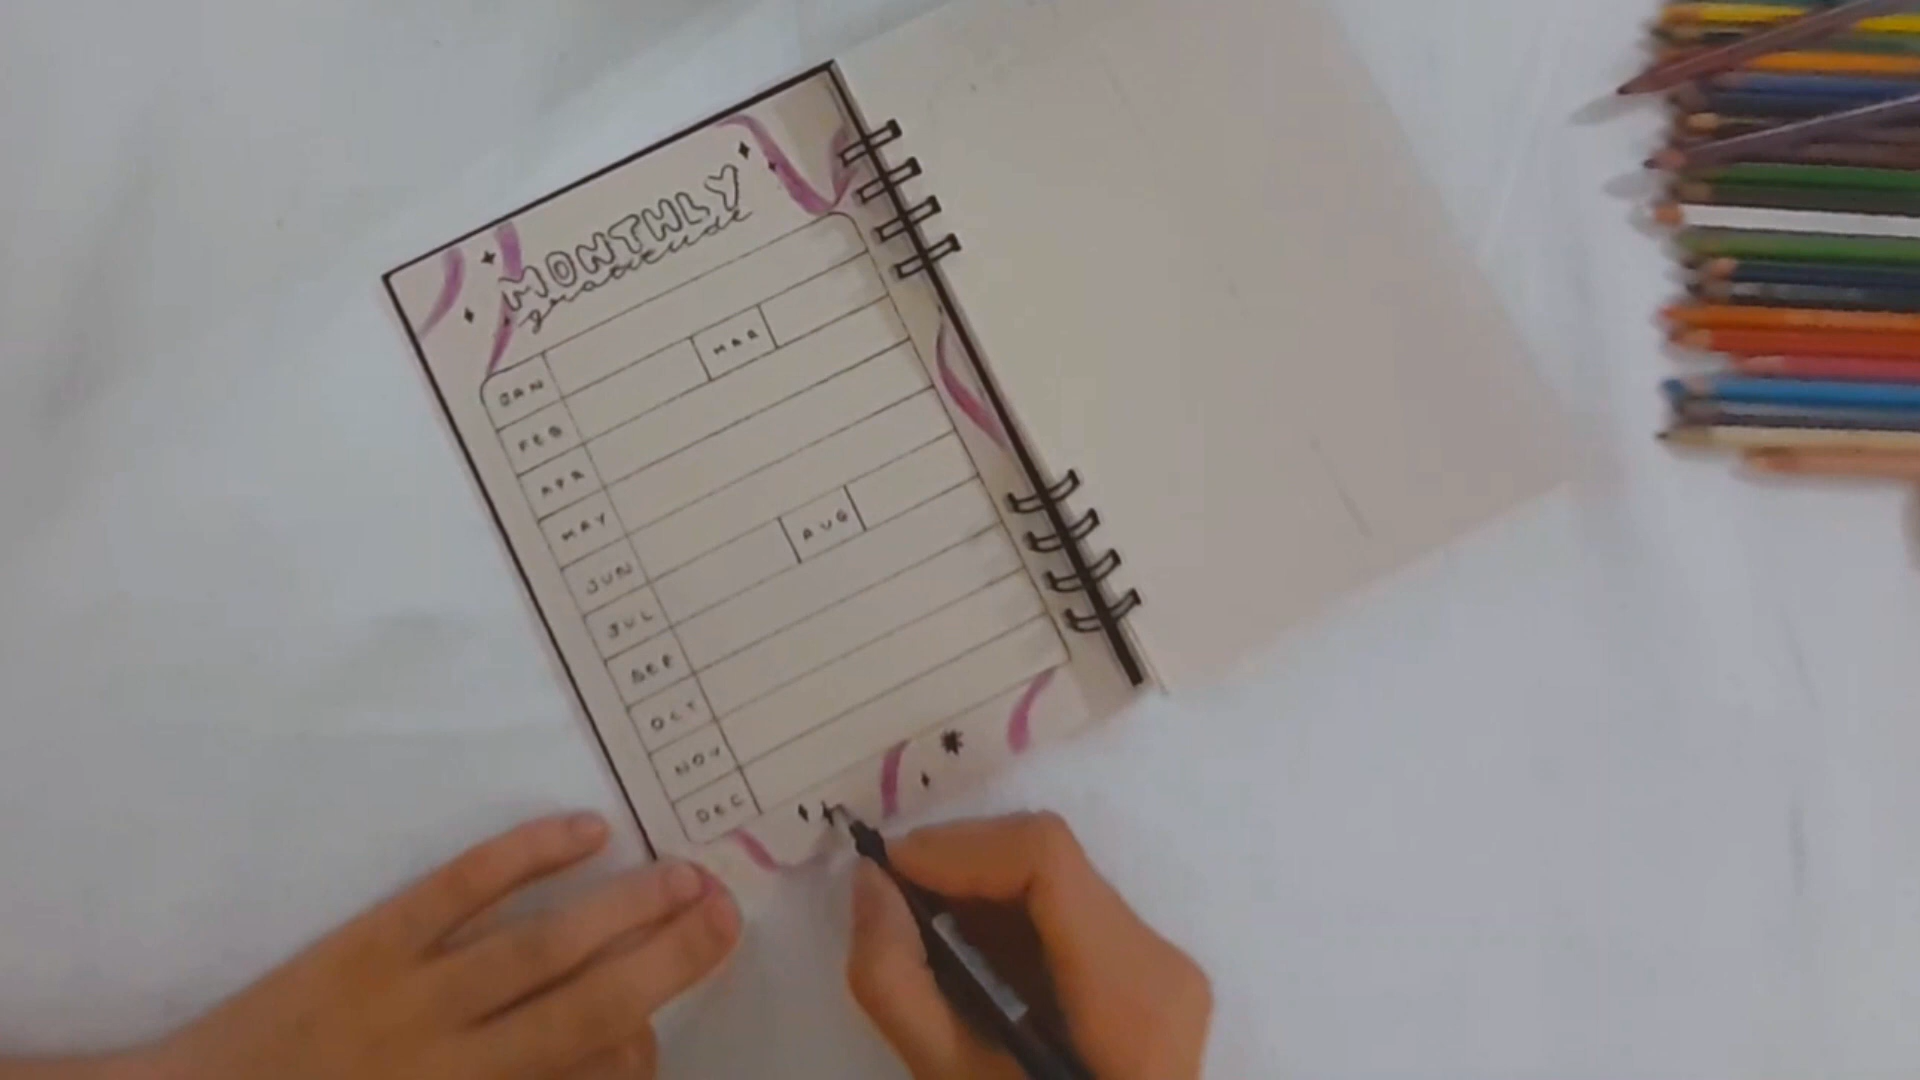 MONTHLY
gratitude
JAN
FEB
MAR
APR
MAY
JUN
JUL
AUG
SEP
OCT
NOV
DEC